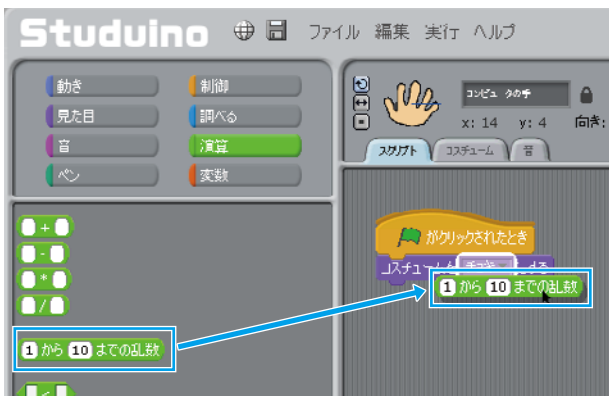 Studuino ファイル 編集 実行 ヘルプ
動き 制御
見た目 調べる
音 演算
ペン 変数
コンピュータの手
x: 14 y: 4 向き:
スクリプト コスチューム 音
+
-
*
/
1 から 10 までの乱数
<
がクリックされたとき
コスチュームを する
1 から 10 までの乱数